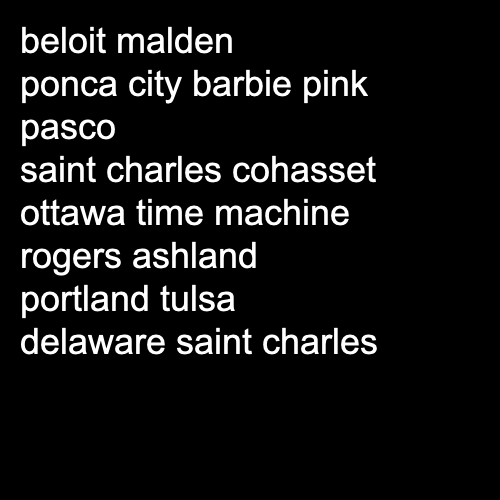 beloit malden
ponca city barbie pink
pasco
saint charles cohasset
ottawa time machine
rogers ashland
portland tulsa
delaware saint charles